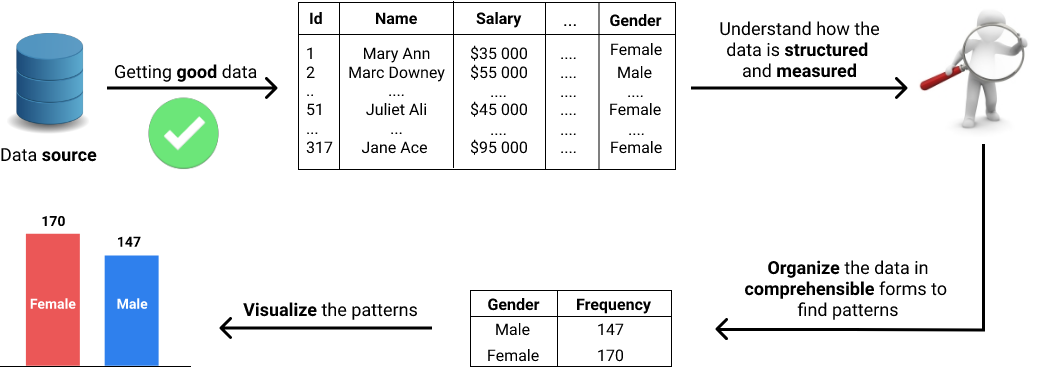 Data source
Getting good data
Id Name Salary ... Gender
1 Mary Ann $35 000 .... Female
2 Marc Downey $55 000 .... Male
.. .... .... .... ....
51 Juliet Ali $45 000 .... Female
... ... .... .... ....
317 Jane Ace $95 000 .... Female
Understand how the
data is structured
and measured
Organize the data in
comprehensible forms to
find patterns
Gender Frequency
Male 147
Female 170
Visualize the patterns
170
147
Female
Male